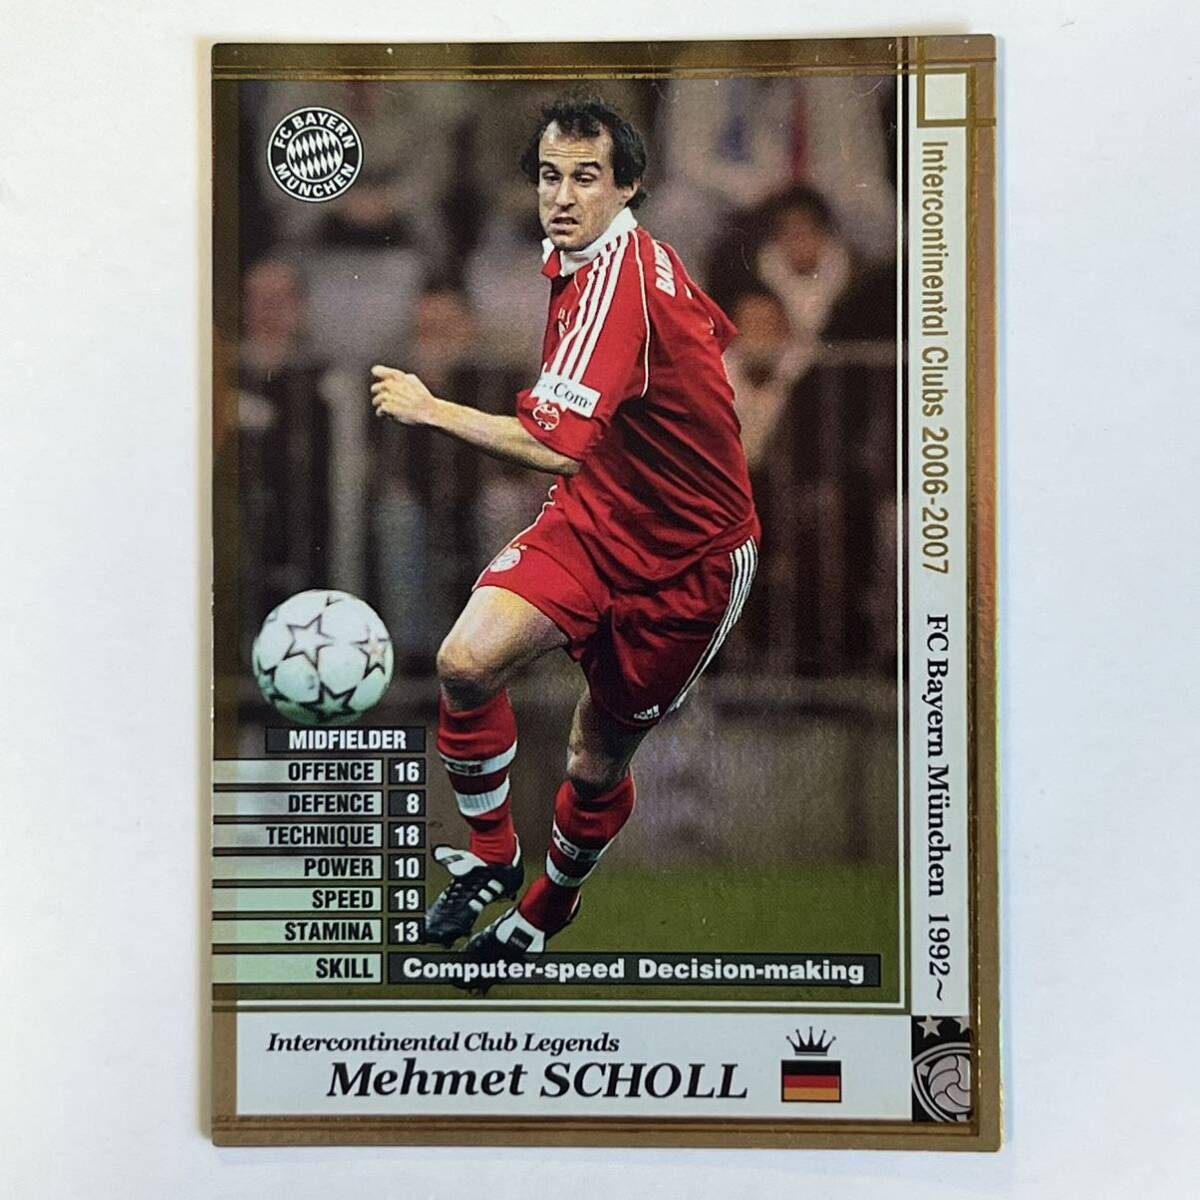 FC BAYERN MÜNCHEN
Intercontinental Clubs 2006-2007 FC Bayern München 1992~
Com
MIDFIELDER
OFFENCE 16
DEFENCE 8
TECHNIQUE 18
POWER 10
SPEED 19
STAMINA 13
SKILL Computer-speed Decision-making
Intercontinental Club Legends
Mehmet SCHOLL